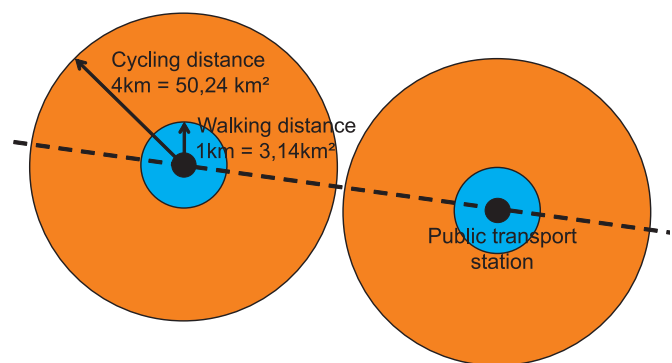 Cycling distance
4km = 50,24 km²
Walking distance
1km = 3,14km²
Public transport
station